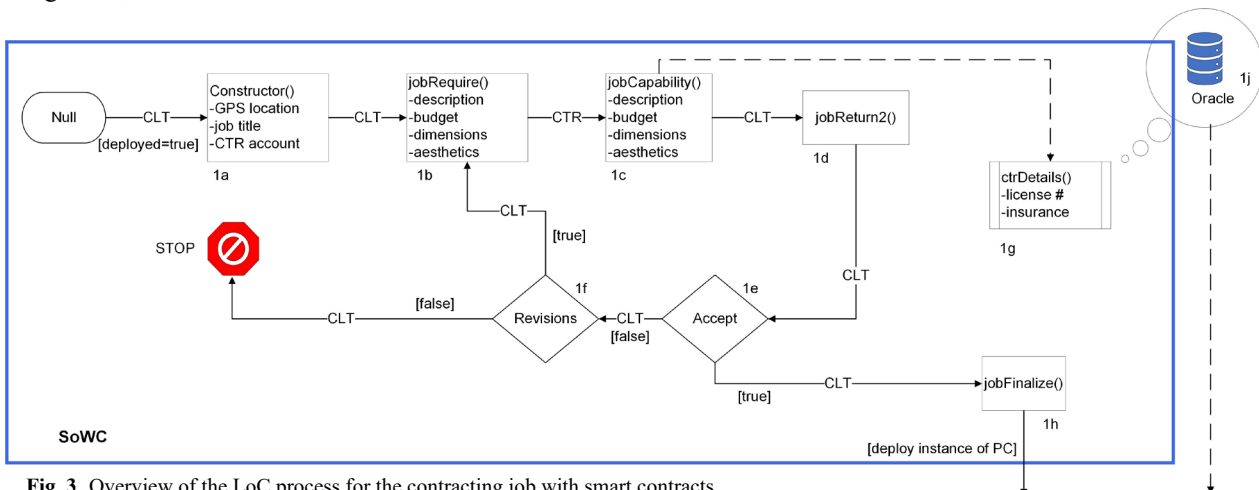 Oracle
1j
Null
CLT
[deployed=true]
Constructor()
-GPS location
-job title
-CTR account
1a
CLT
jobRequire()
-description
-budget
-dimensions
-aesthetics
1b
CTR
jobCapability()
-description
-budget
-dimensions
-aesthetics
1c
CLT
jobReturn2()
1d
ctrDetails()
-license #
-insurance
1g
STOP
CLT
[true]
CLT
[false]
CLT
Revisions
1f
CLT
[false]
Accept
1e
[true]
CLT
jobFinalize()
1h
[deploy instance of PC]
SoWC
Fig. 3 Overview of the LoC process for the contracting job with smart contracts